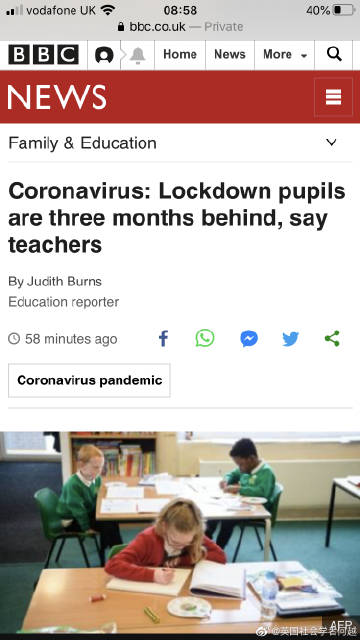 vodafone UK 08:58 40%
bbc.co.uk — Private
BBC Home News More
NEWS
Family & Education
Coronavirus: Lockdown pupils
are three months behind, say
teachers
By Judith Burns
Education reporter
58 minutes ago
Coronavirus pandemic
AFP
@英国社会学者何越